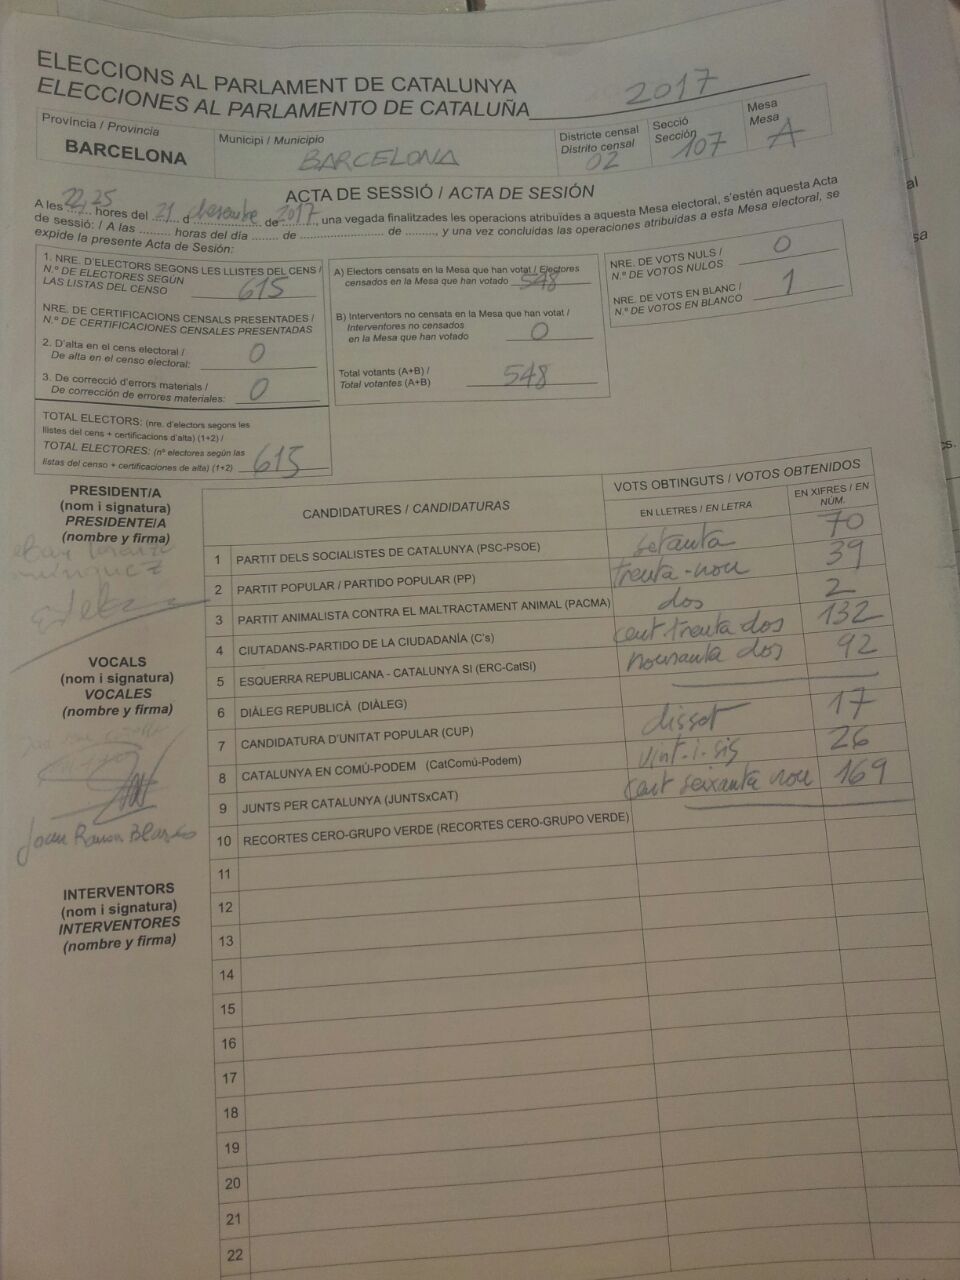 ELECCIONS AL PARLAMENT DE CATALUNYA
ELECCIONES AL PARLAMENTO DE CATALUÑA 2017
Província / Provincia
BARCELONA
Municipi / Municipio
BARCELONA
Districte censal
Distrito censal
02
Secció
Sección
107
Mesa
Mesa
A
ACTA DE SESSIÓ / ACTA DE SESIÓN
A les 22,25 hores del 21 d desembre de 2017, una vegada finalitzades les operacions atribuïdes a aquesta Mesa electoral, s'estén aquesta Acta
de sessió: / A las ......... horas del día ........ de ........................ de ........, y una vez concluidas las operaciones atribuidas a esta Mesa electoral, se
expide la presente Acta de Sesión:
1. NRE. D'ELECTORS SEGONS LES LLISTES DEL CENS /
N.º DE ELECTORES SEGÚN
LAS LISTAS DEL CENSO 615
NRE. DE CERTIFICACIONS CENSALS PRESENTADES /
N.º DE CERTIFICACIONES CENSALES PRESENTADAS
2. D'alta en el cens electoral /
De alta en el censo electoral: 0
3. De correcció d'errors materials /
De corrección de errores materiales: 0
TOTAL ELECTORS: (nre. d'electors segons les
llistes del cens + certificacions d'alta) (1+2) /
TOTAL ELECTORES: (nº electores según las
listas del censo + certificaciones de alta) (1+2) 615
A) Electors censats en la Mesa que han votat / Electores
censados en la Mesa que han votado 548
B) Interventors no censats en la Mesa que han votat /
Interventores no censados
en la Mesa que han votado 0
Total votants (A+B) /
Total votantes (A+B) 548
NRE. DE VOTS NULS /
N.º DE VOTOS NULOS 0
NRE. DE VOTS EN BLANC /
N.º DE VOTOS EN BLANCO 1
PRESIDENT/A
(nom i signatura)
PRESIDENTE/A
(nombre y firma)
VOCALS
(nom i signatura)
VOCALES
(nombre y firma)
Joan Ramon
INTERVENTORS
(nom i signatura)
INTERVENTORES
(nombre y firma)
CANDIDATURES / CANDIDATURAS
VOTS OBTINGUTS / VOTOS OBTENIDOS
EN LLETRES / EN LETRA
EN XIFRES / EN NÚM.
1 PARTIT DELS SOCIALISTES DE CATALUNYA (PSC-PSOE) setanta 70
2 PARTIT POPULAR / PARTIDO POPULAR (PP) trenta-nou 39
3 PARTIT ANIMALISTA CONTRA EL MALTRACTAMENT ANIMAL (PACMA) dos 2
4 CIUTADANS-PARTIDO DE LA CIUDADANÍA (C's) cent trenta dos 132
5 ESQUERRA REPUBLICANA - CATALUNYA SI (ERC-CatSí) noranta dos 92
6 DIÀLEG REPUBLICÀ (DIÀLEG)
7 CANDIDATURA D'UNITAT POPULAR (CUP) disset 17
8 CATALUNYA EN COMÚ-PODEM (CatComú-Podem) vint-i-sis 26
9 JUNTS PER CATALUNYA (JUNTSxCAT) cent seixanta nou 169
10 RECORTES CERO-GRUPO VERDE (RECORTES CERO-GRUPO VERDE)
11
12
13
14
15
16
17
18
19
20
21
22